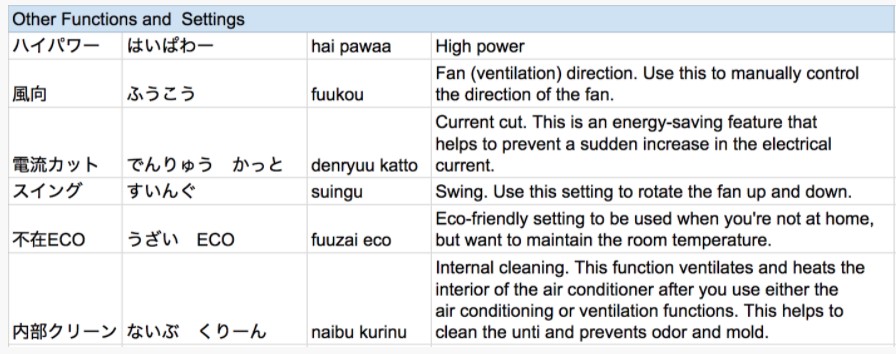 Other Functions and Settings
ハイパワー はいぱわー hai pawaa High power
Fan (ventilation) direction. Use this to manually control
風向 ふうこう fuukou the direction of the fan.
Current cut. This is an energy-saving feature that
helps to prevent a sudden increase in the electrical
電流カット でんりゅう かっと denryuu katto current.
スイング すいんぐ suingu Swing. Use this setting to rotate the fan up and down.
Eco-friendly setting to be used when you're not at home,
不在ECO うざい ECO fuuzai eco but want to maintain the room temperature.
Internal cleaning. This function ventilates and heats the
interior of the air conditioner after you use either the
air conditioning or ventilation functions. This helps to
内部クリーン ないぶ くりーん naibu kurinu clean the unti and prevents odor and mold.